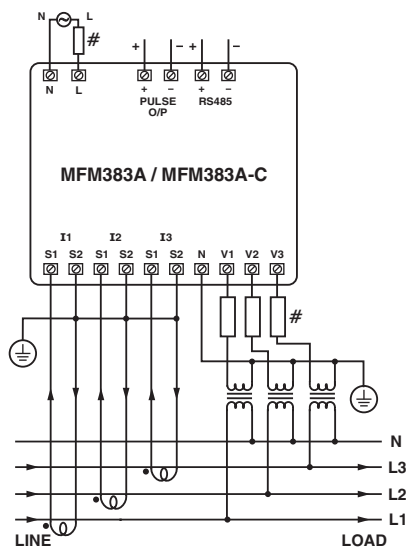 N L
#
+ − + −
N L + − + −
PULSE O/P RS485
MFM383A / MFM383A-C
I1 I2 I3
S1 S2 S1 S2 S1 S2 N V1 V2 V3
#
N
L3
L2
L1
LINE LOAD